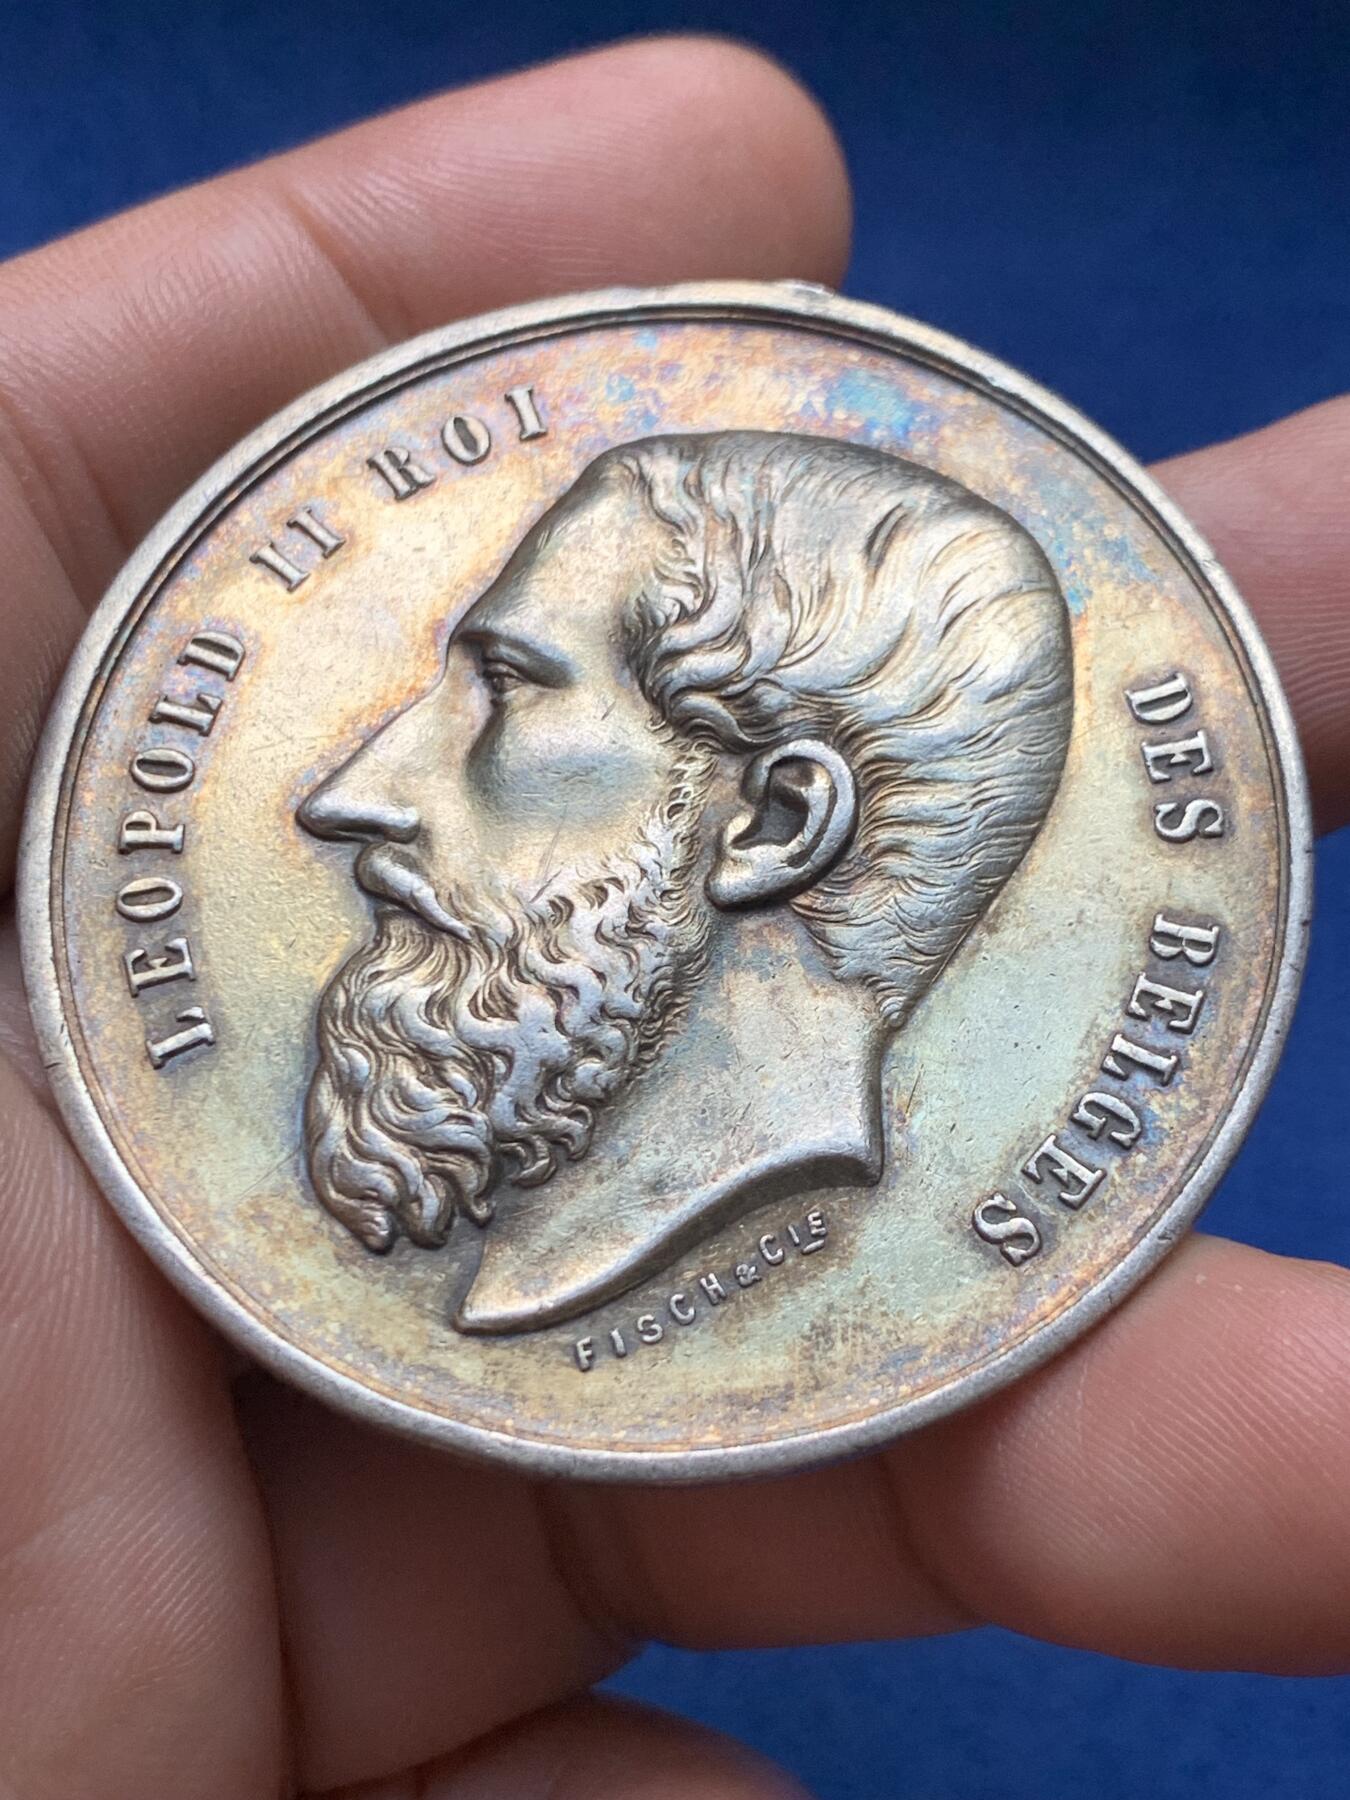 LEOPOLD II ROI DES BELGES
FISCH & CIE